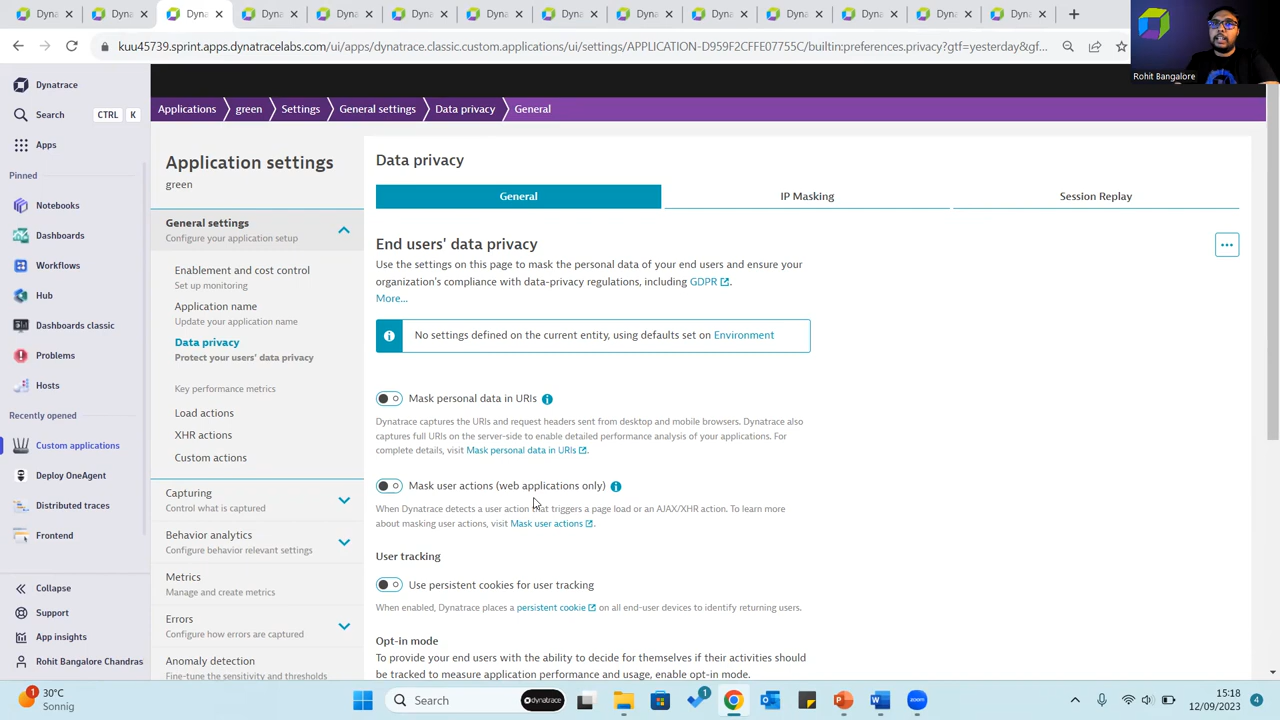 Dynatrace
green
kuu45739.sprint.apps.dynatracelabs.com/ui/apps/dynatrace.classic.custom.applications/ui/settings/APPLICATION-D959F2CFFE07755C/builtin:preferences.privacy?gtf=yesterday&gf...
Rohit Bangalore
Dynatrace
Search CTRL K
Apps
Pinned
Notebooks
Dashboards
Workflows
Hub
Dashboards classic
Problems
Hosts
Recently opened
Custom applications
Deploy OneAgent
Distributed traces
Frontend
Collapse
Support
App insights
Rohit Bangalore Chandras
Applications green Settings General settings Data privacy General
Application settings
green
General settings
Configure your application setup
Enablement and cost control
Set up monitoring
Application name
Update your application name
Data privacy
Protect your users' data privacy
Key performance metrics
Load actions
XHR actions
Custom actions
Capturing
Control what is captured
Behavior analytics
Configure behavior relevant settings
Metrics
Manage and create metrics
Errors
Configure how errors are captured
Anomaly detection
Fine-tune the sensitivity and thresholds
Data privacy
General IP Masking Session Replay
End users' data privacy
Use the settings on this page to mask the personal data of your end users and ensure your
organization's compliance with data-privacy regulations, including GDPR.
More...
No settings defined on the current entity, using defaults set on Environment
Mask personal data in URIs
Dynatrace captures the URIs and request headers sent from desktop and mobile browsers. Dynatrace also
captures full URIs on the server-side to enable detailed performance analysis of your applications. For
complete details, visit Mask personal data in URIs.
Mask user actions (web applications only)
When Dynatrace detects a user action that triggers a page load or an AJAX/XHR action. To learn more
about masking user actions, visit Mask user actions.
User tracking
Use persistent cookies for user tracking
When enabled, Dynatrace places a persistent cookie on all end-user devices to identify returning users.
Opt-in mode
To provide your end users with the ability to decide for themselves if their activities should
be tracked to measure application performance and usage, enable opt-in mode.
1
30°C
Sonnig
Search
dynatrace
1
zoom
15:18
12/09/2023
4